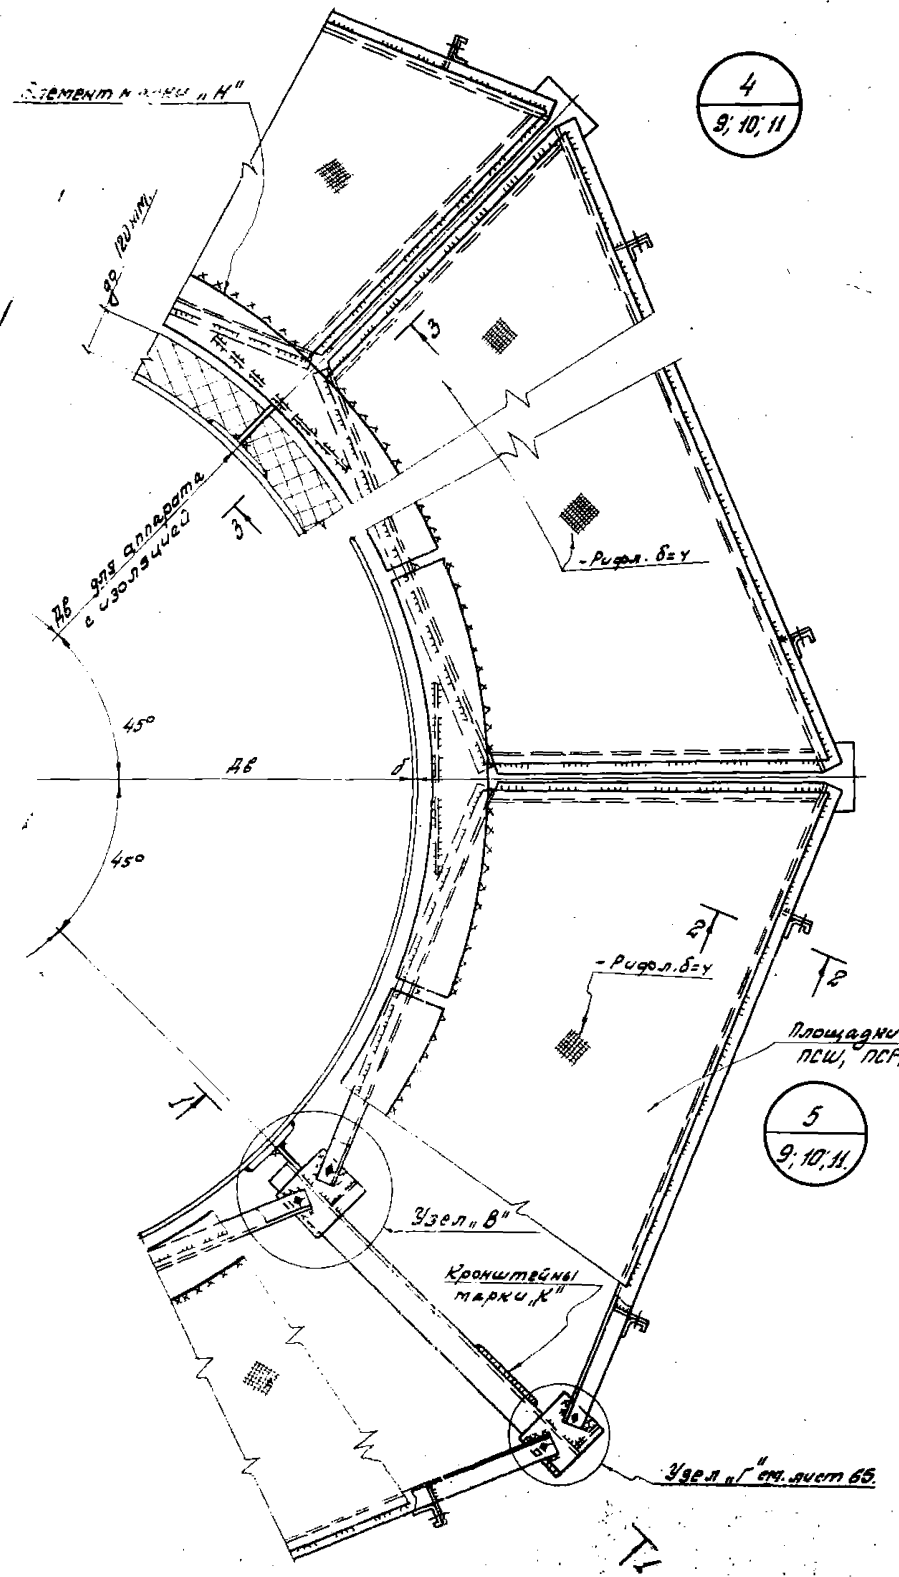 Элемент марки „Н"
4
9; 10; 11
до 120 мм.
3
3
Дв для аппарата
с изоляцией
-Рифл. δ=4
45°
Дв
δ
45°
2
2
-Рифл. δ=4
Площадки
ПСШ, ПСР,
5
9; 10; 11.
1
Узел „В"
Кронштейны
марки „К"
Узел „Г" см. лист 65.
1